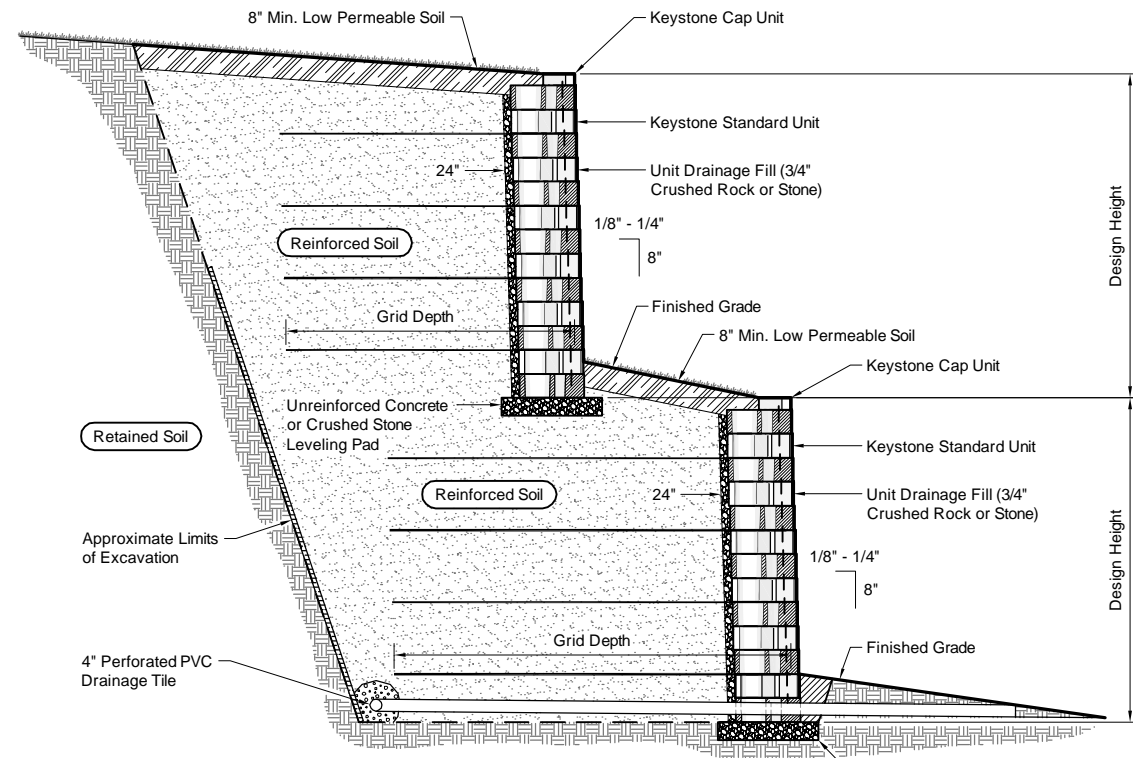 8" Min. Low Permeable Soil
Keystone Cap Unit
Keystone Standard Unit
24"
Unit Drainage Fill (3/4"
Crushed Rock or Stone)
1/8" - 1/4"
8"
Reinforced Soil
Design Height
Finished Grade
Grid Depth
8" Min. Low Permeable Soil
Keystone Cap Unit
Unreinforced Concrete
or Crushed Stone
Leveling Pad
Retained Soil
Keystone Standard Unit
Reinforced Soil
24"
Unit Drainage Fill (3/4"
Crushed Rock or Stone)
Approximate Limits
of Excavation
1/8" - 1/4"
8"
Design Height
Grid Depth
Finished Grade
4" Perforated PVC
Drainage Tile